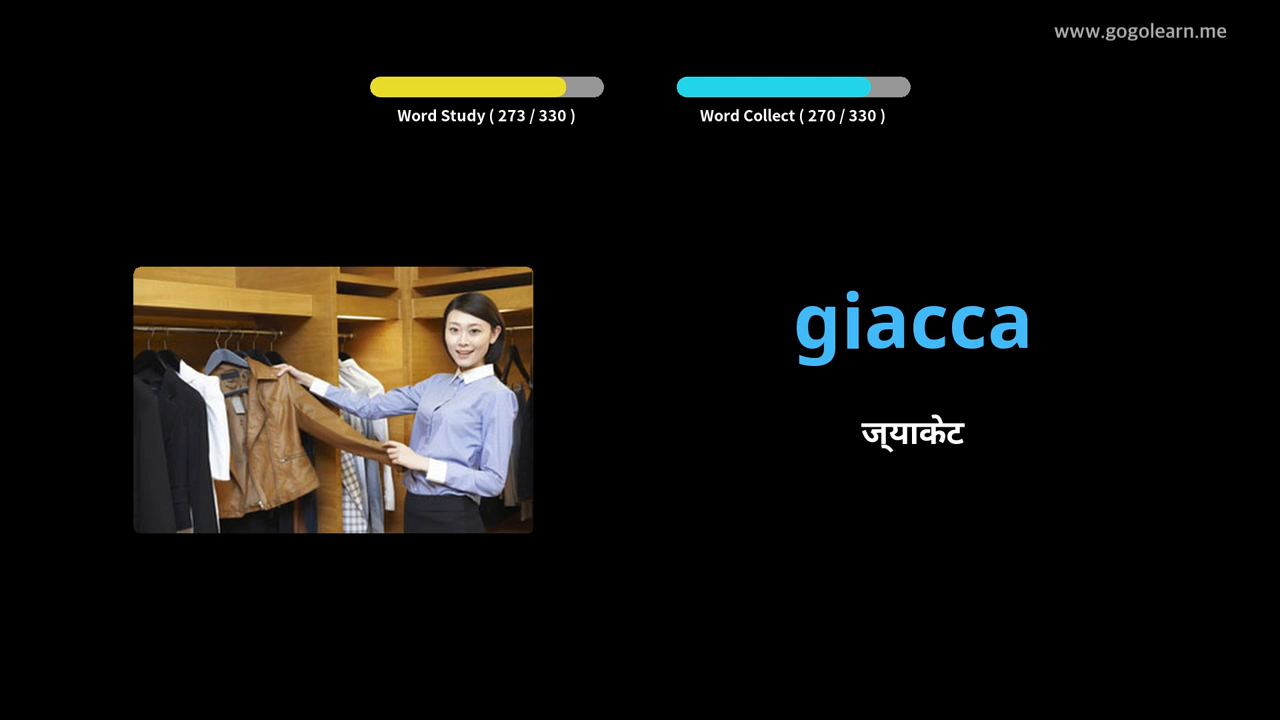 www.gogolearn.me
Word Study ( 273 / 330 )
Word Collect ( 270 / 330 )
giacca
ज्याकेट